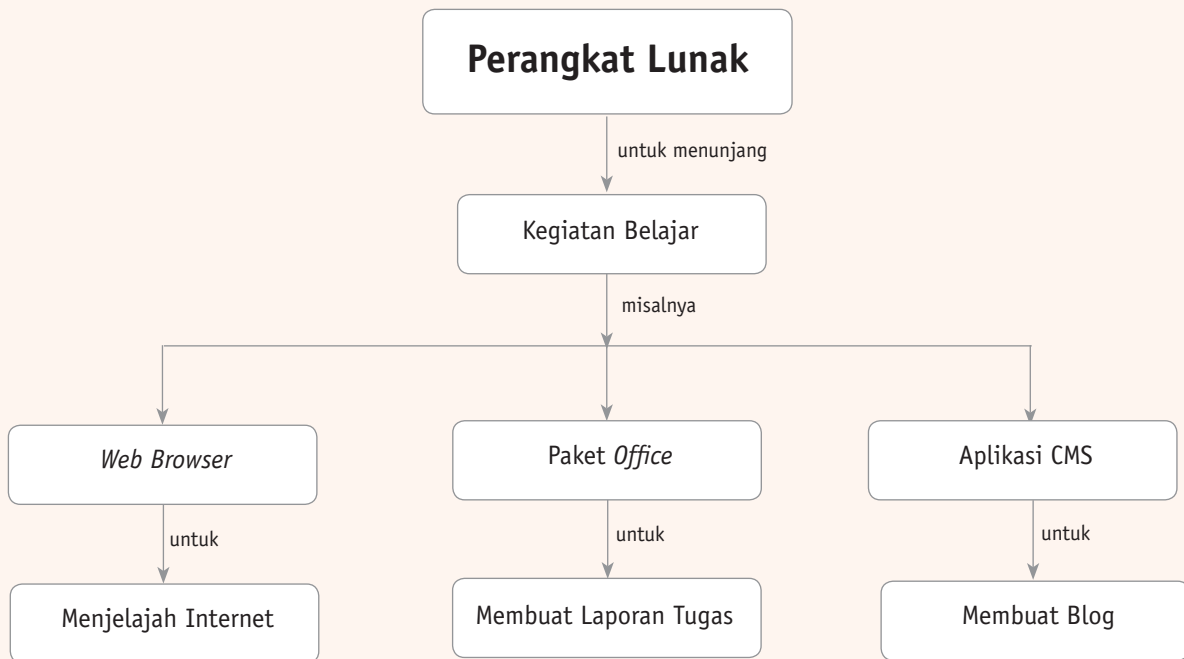 Perangkat Lunak
untuk menunjang
Kegiatan Belajar
misalnya
Web Browser
Paket Office
Aplikasi CMS
untuk
untuk
untuk
Menjelajah Internet
Membuat Laporan Tugas
Membuat Blog